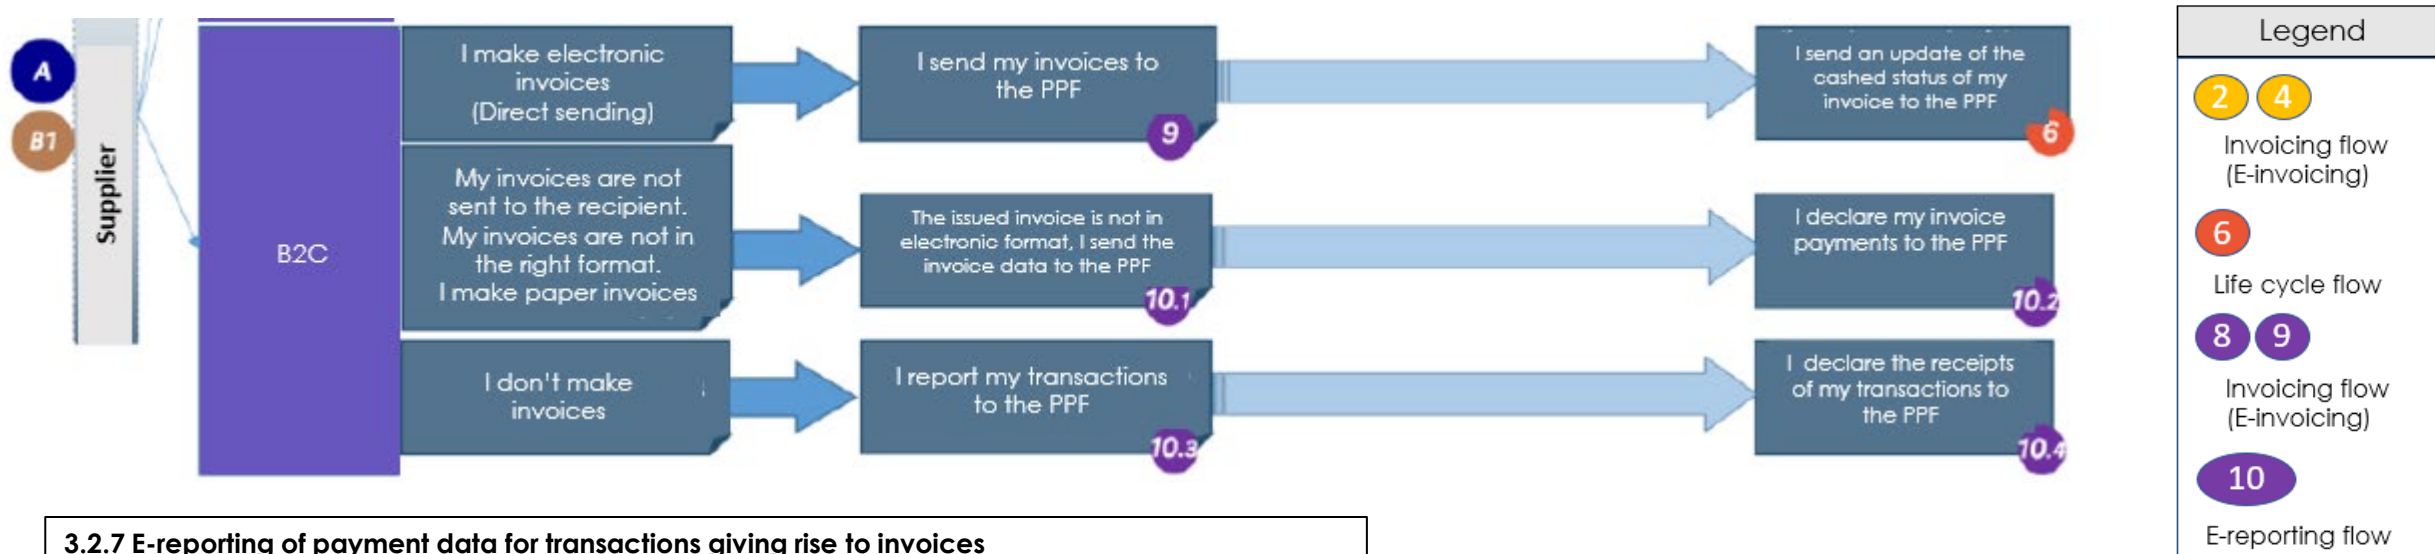 A
B1
Supplier
B2C
I make electronic
invoices
(Direct sending)
I send my invoices to
the PPF
9
I send an update of the
cashed status of my
invoice to the PPF
6
My invoices are not
sent to the recipient.
My invoices are not in
the right format.
I make paper invoices
The issued invoice is not in
electronic format, I send the
invoice data to the PPF
10.1
I declare my invoice
payments to the PPF
10.2
I don't make
invoices
I report my transactions
to the PPF
10.3
I declare the receipts
of my transactions to
the PPF
10.4
Legend
2 4
Invoicing flow
(E-invoicing)
6
Life cycle flow
8 9
Invoicing flow
(E-invoicing)
10
E-reporting flow
3.2.7 E-reporting of payment data for transactions giving rise to invoices